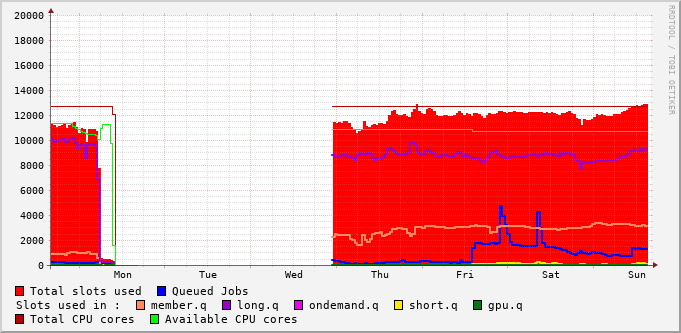 RRDTOOL / TOBI OETIKER
20000
18000
16000
14000
12000
10000
8000
6000
4000
2000
0
Mon Tue Wed Thu Fri Sat Sun
Total slots used Queued Jobs
Slots used in : member.q long.q ondemand.q short.q gpu.q
Total CPU cores Available CPU cores